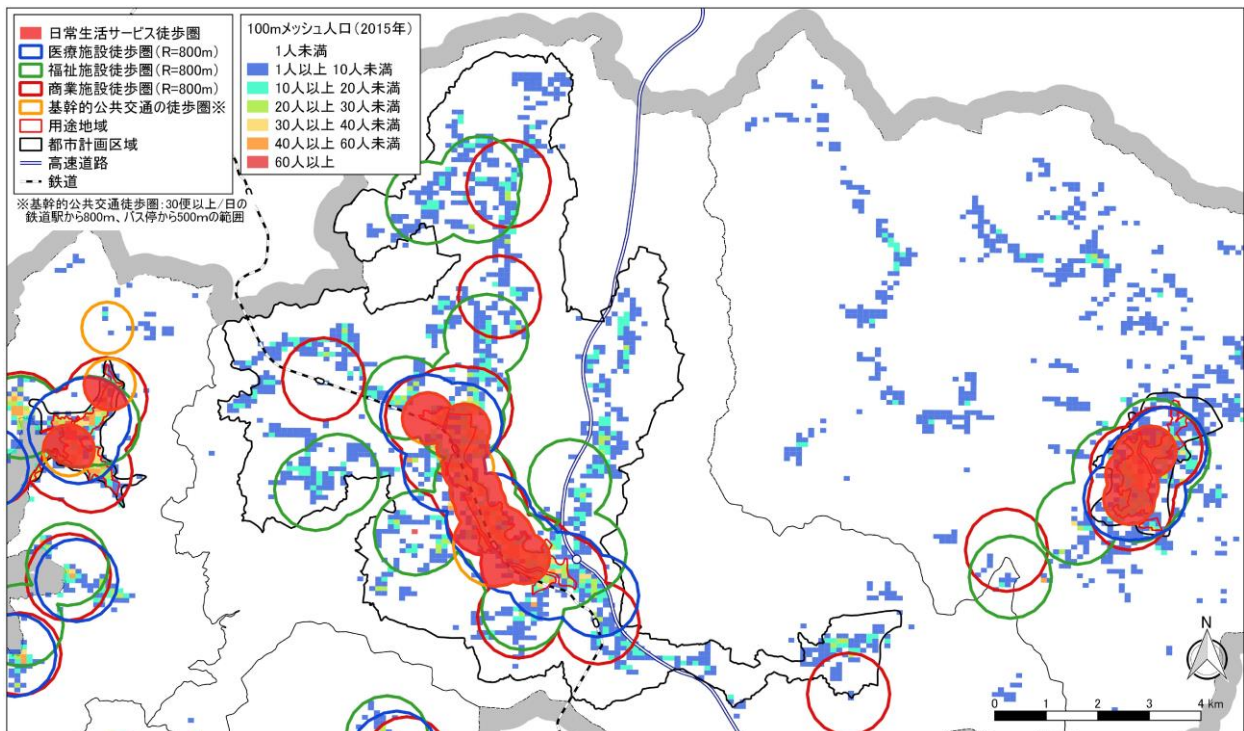 日常生活サービス徒歩圏
医療施設徒歩圏(R=800m)
福祉施設徒歩圏(R=800m)
商業施設徒歩圏(R=800m)
基幹的公共交通の徒歩圏※
用途地域
都市計画区域
高速道路
鉄道
※基幹的公共交通徒歩圏:30便以上/日の
鉄道駅から800m、バス停から500mの範囲
100mメッシュ人口(2015年)
1人未満
1人以上 10人未満
10人以上 20人未満
20人以上 30人未満
30人以上 40人未満
40人以上 60人未満
60人以上
N
0 1 2 3 4 km